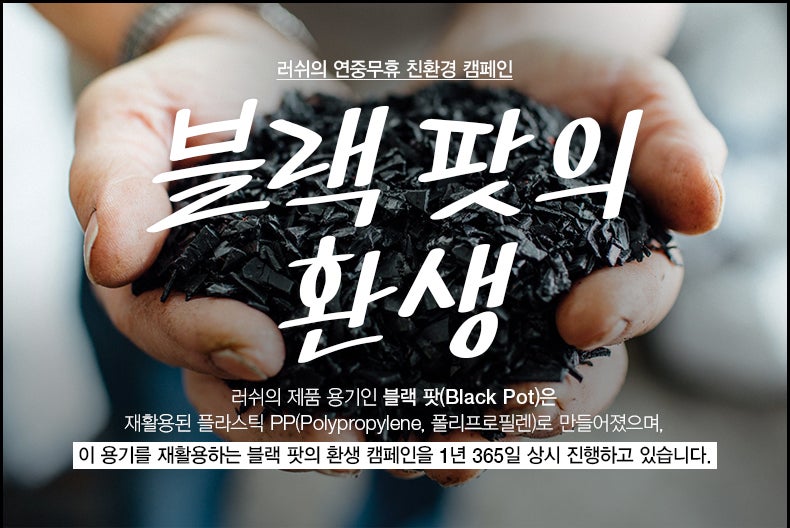 러쉬의 연중무휴 친환경 캠페인
블랙 팟의
환생
러쉬의 제품 용기인 블랙 팟(Black Pot)은
재활용된 플라스틱 PP(Polypropylene, 폴리프로필렌)로 만들어졌으며,
이 용기를 재활용하는 블랙 팟의 환생 캠페인을 1년 365일 상시 진행하고 있습니다.